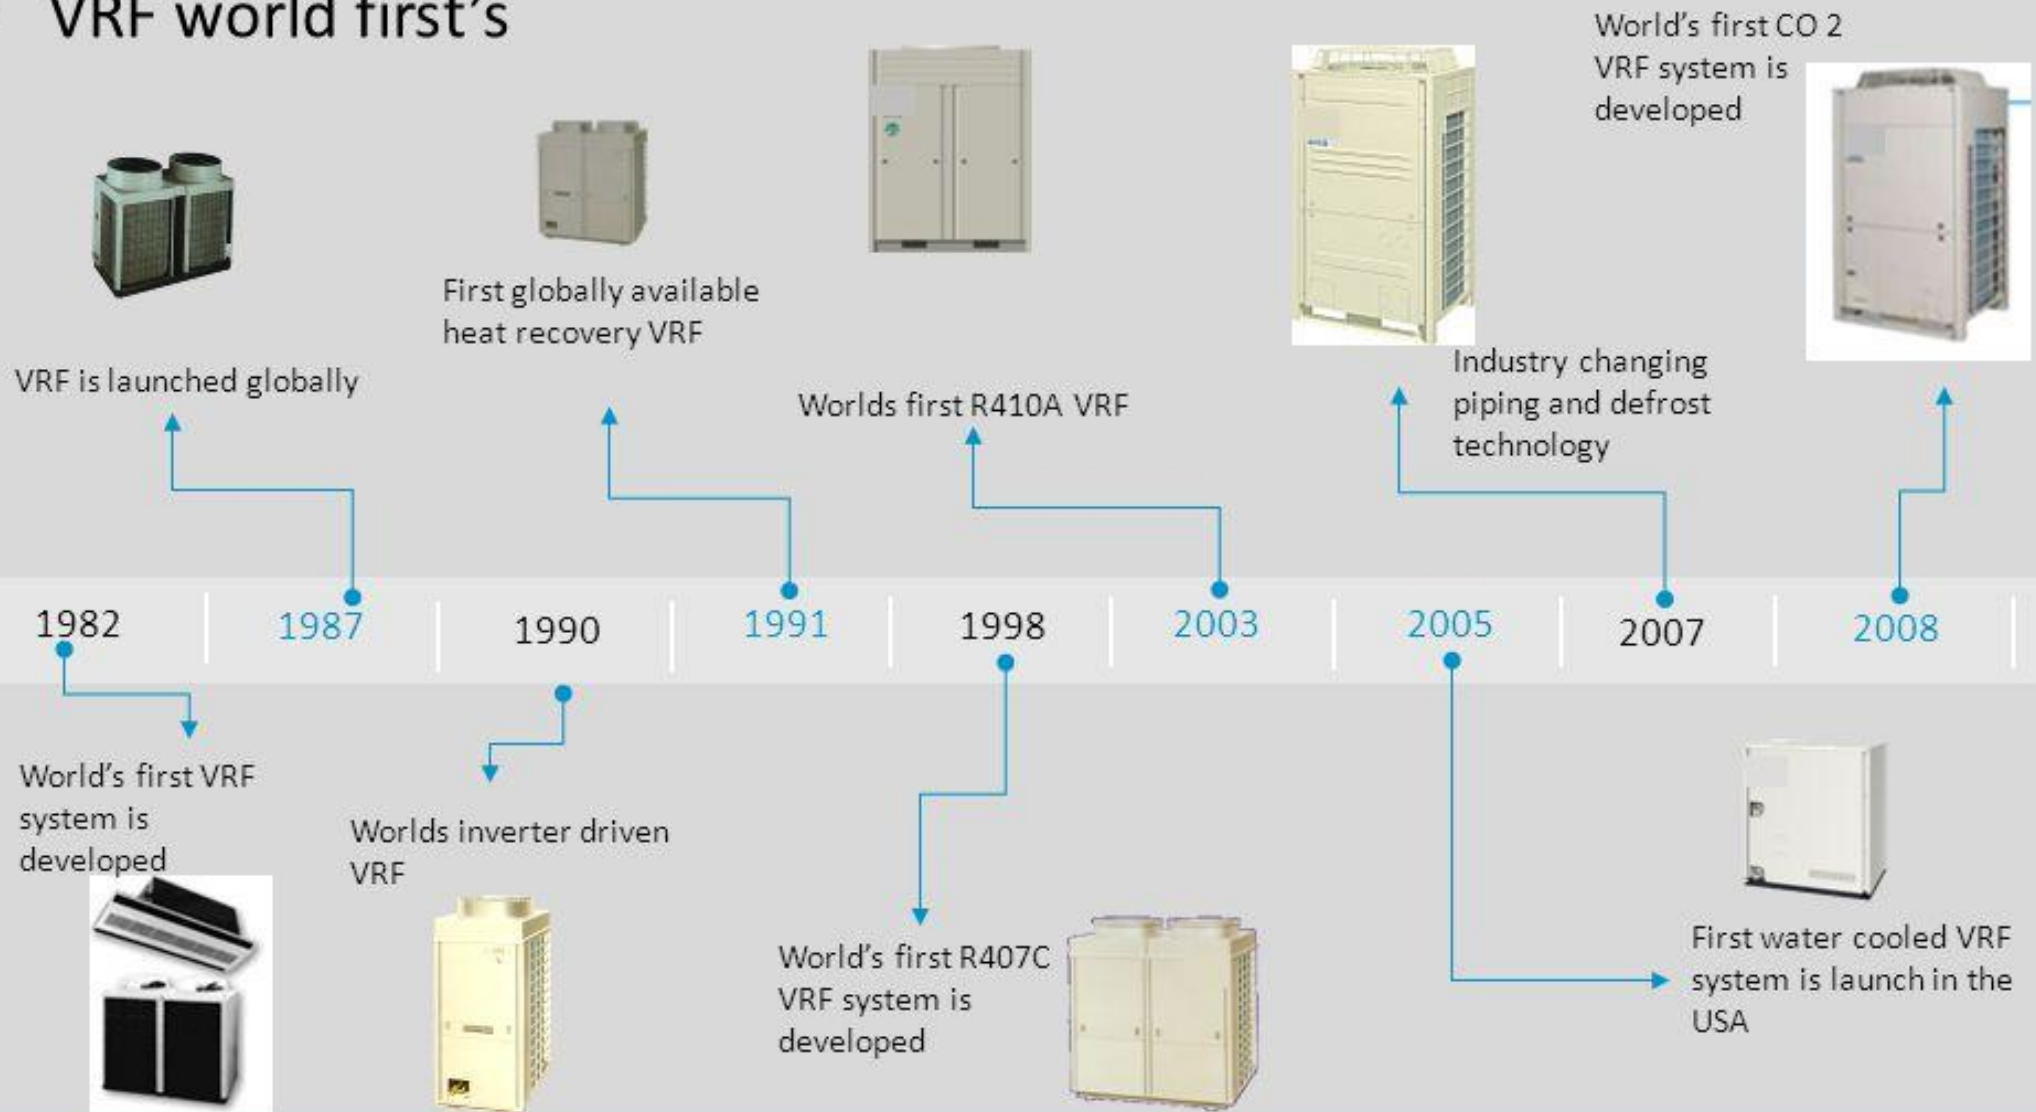 VRF world first's
World's first CO 2
VRF system is
developed
First globally available
heat recovery VRF
VRF is launched globally
Worlds first R410A VRF
Industry changing
piping and defrost
technology
1982
1987
1990
1991
1998
2003
2005
2007
2008
World's first VRF
system is
developed
Worlds inverter driven
VRF
World's first R407C
VRF system is
developed
First water cooled VRF
system is launch in the
USA